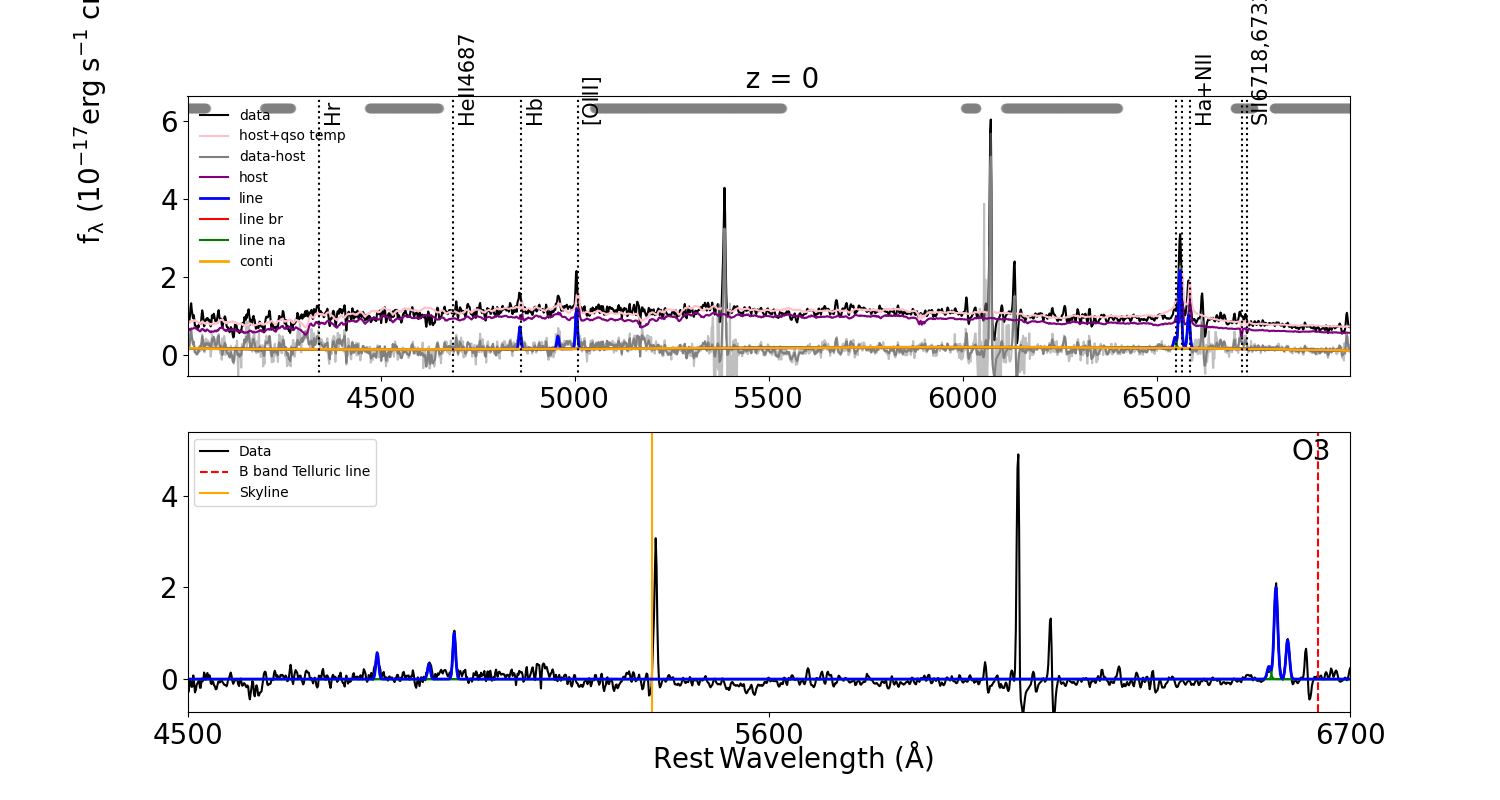 z = 0
f_λ (10^−17 erg s^−1
Hr
HeII4687
Hb
[OIII]
Ha+NII
data
host+qso temp
data-host
host
line
line br
line na
conti
6
4
2
0
4500 5000 5500 6000 6500
Data
B band Telluric line
Skyline
O3
4
2
0
4500 5600 6700
Rest Wavelength (Å)